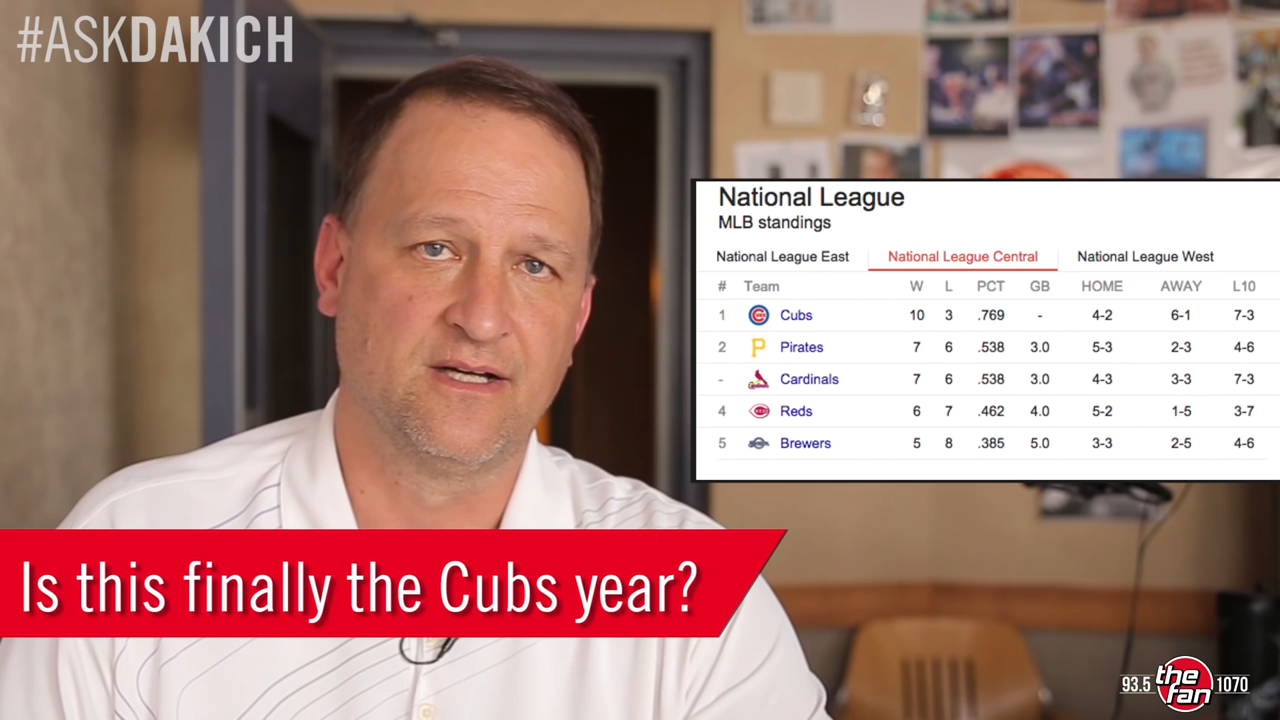 #ASKDAKICH
National League
MLB standings
National League East National League Central National League West
# Team W L PCT GB HOME AWAY L10
1 Cubs 10 3 .769 - 4-2 6-1 7-3
2 P Pirates 7 6 .538 3.0 5-3 2-3 4-6
- Cardinals 7 6 .538 3.0 4-3 3-3 7-3
4 Reds 6 7 .462 4.0 5-2 1-5 3-7
5 Brewers 5 8 .385 5.0 3-3 2-5 4-6
Is this finally the Cubs year?
93.5 the fan 1070